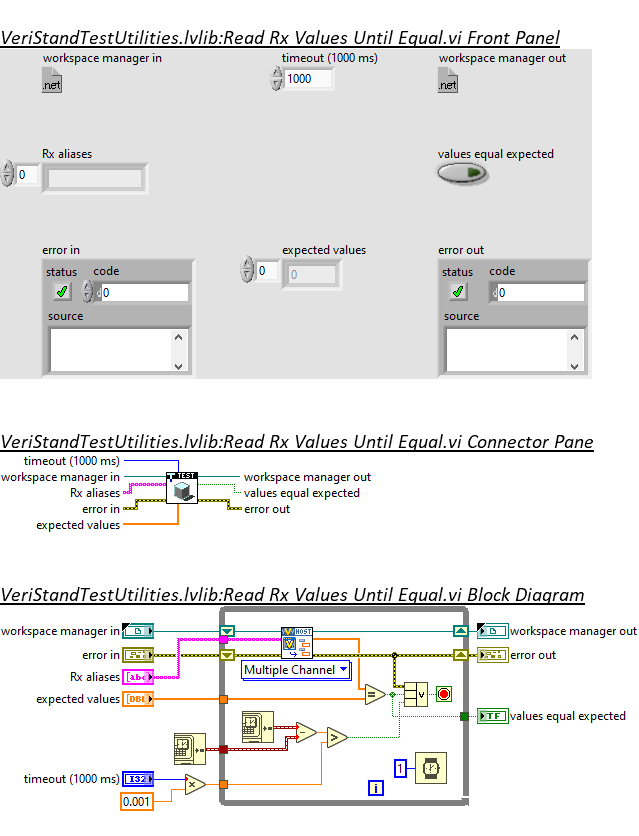 VeriStandTestUtilities.lvlib:Read Rx Values Until Equal.vi Front Panel
workspace manager in
timeout (1000 ms)
workspace manager out
.net
1000
.net
Rx aliases
values equal expected
0
error in
expected values
error out
status
code
0
0
status
code
0
0
source
source
VeriStandTestUtilities.lvlib:Read Rx Values Until Equal.vi Connector Pane
timeout (1000 ms)
workspace manager in
TEST
workspace manager out
Rx aliases
values equal expected
error in
error out
expected values
VeriStandTestUtilities.lvlib:Read Rx Values Until Equal.vi Block Diagram
workspace manager in
HOST
workspace manager out
error in
error out
Rx aliases
abc
Multiple Channel
expected values
DBL
=
V
TF
values equal expected
-
>
timeout (1000 ms)
I32
x
1
0.001
i